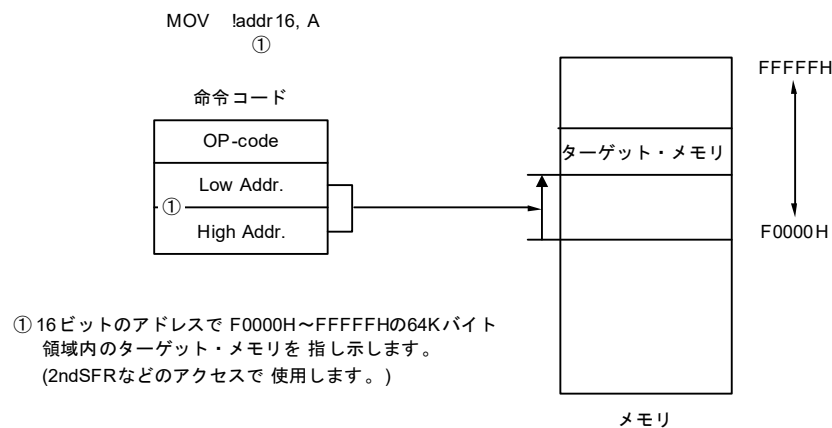 MOV !addr16, A
①
命令コード
OP-code
Low Addr.
①
High Addr.
FFFFFH
ターゲット・メモリ
F0000H
メモリ
① 16ビットのアドレスで F0000H～FFFFFHの64Kバイト
領域内のターゲット・メモリを 指し示します。
(2ndSFRなどのアクセスで 使用します。)